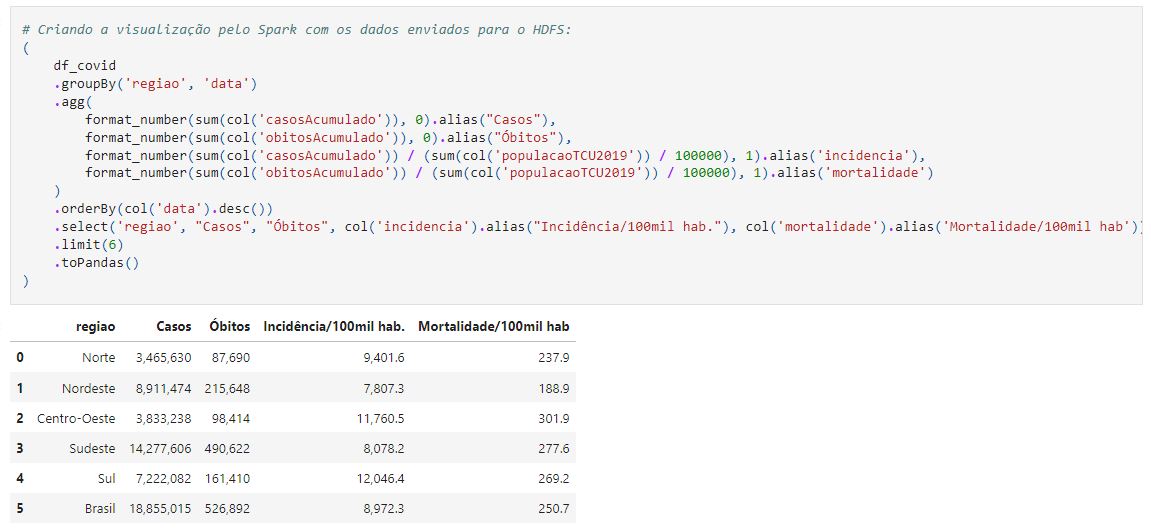 # Criando a visualização pelo Spark com os dados enviados para o HDFS:
(
    df_covid
    .groupBy('regiao', 'data')
    .agg(
        format_number(sum(col('casosAcumulado')), 0).alias("Casos"),
        format_number(sum(col('obitosAcumulado')), 0).alias("Óbitos"),
        format_number(sum(col('casosAcumulado')) / (sum(col('populacaoTCU2019')) / 100000), 1).alias('incidencia'),
        format_number(sum(col('obitosAcumulado')) / (sum(col('populacaoTCU2019')) / 100000), 1).alias('mortalidade')
    )
    .orderBy(col('data').desc())
    .select('regiao', "Casos", "Óbitos", col('incidencia').alias("Incidência/100mil hab."), col('mortalidade').alias('Mortalidade/100mil hab'))
    .limit(6)
    .toPandas()
)
regiao Casos Óbitos Incidência/100mil hab. Mortalidade/100mil hab
0 Norte 3,465,630 87,690 9,401.6 237.9
1 Nordeste 8,911,474 215,648 7,807.3 188.9
2 Centro-Oeste 3,833,238 98,414 11,760.5 301.9
3 Sudeste 14,277,606 490,622 8,078.2 277.6
4 Sul 7,222,082 161,410 12,046.4 269.2
5 Brasil 18,855,015 526,892 8,972.3 250.7